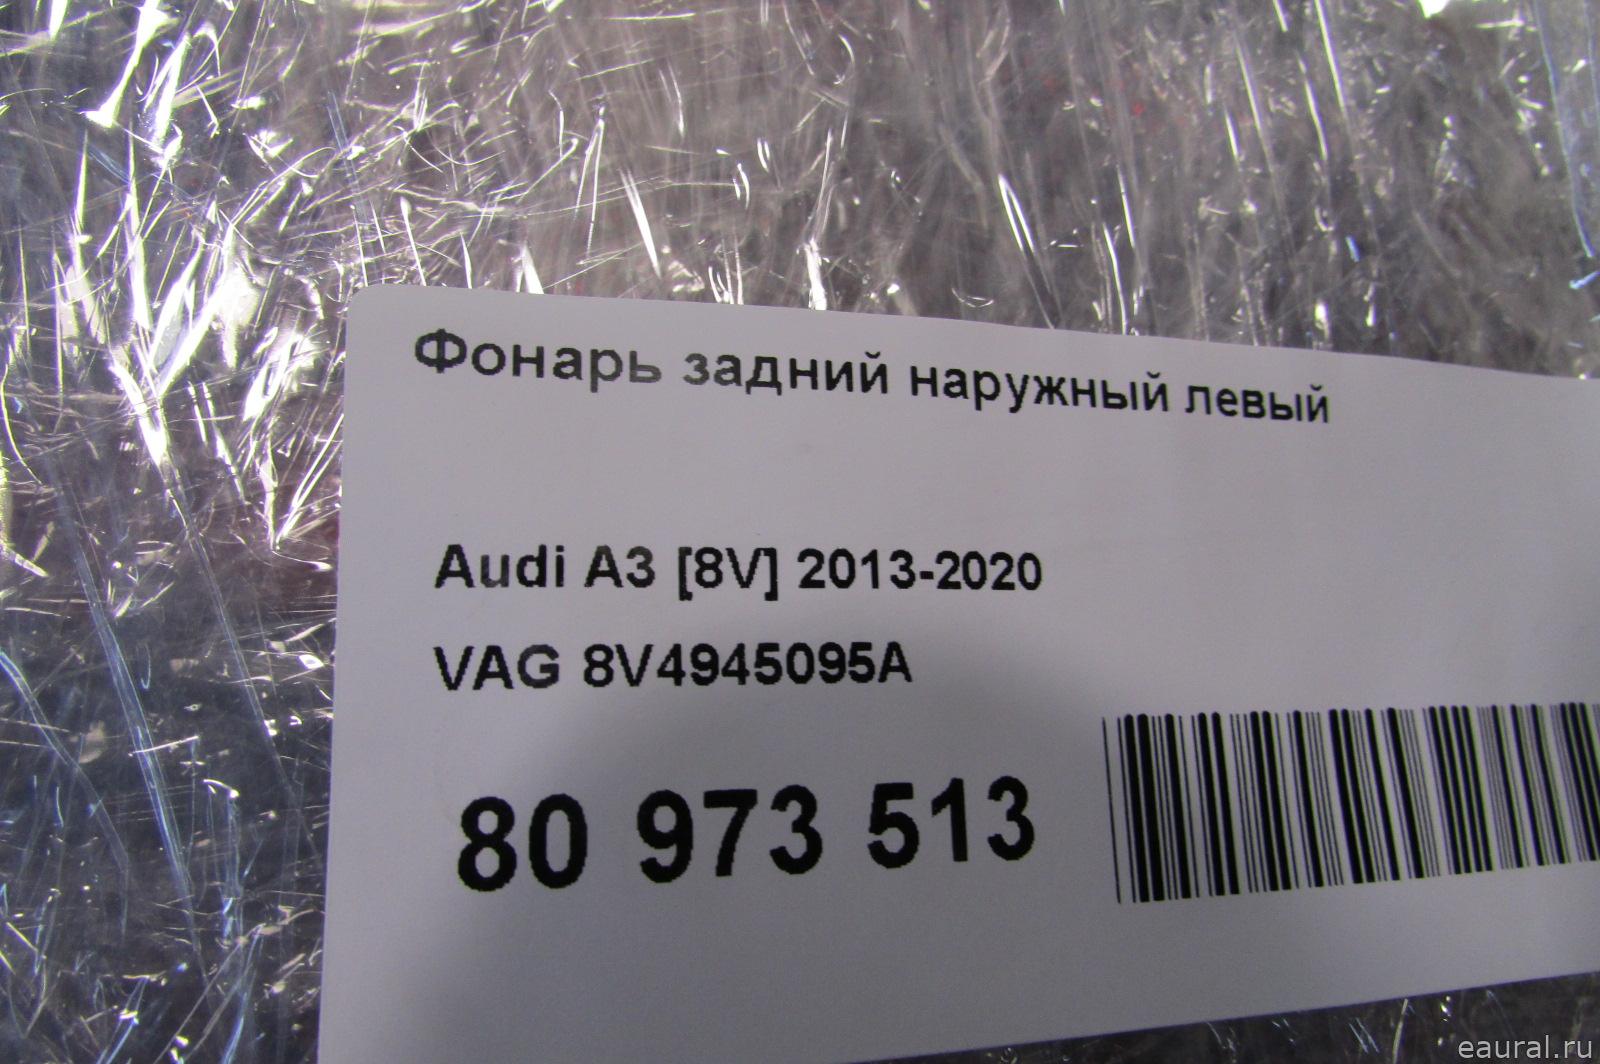 Фонарь задний наружный левый
Audi A3 [8V] 2013-2020
VAG 8V4945095A
80 973 513
eaural.ru